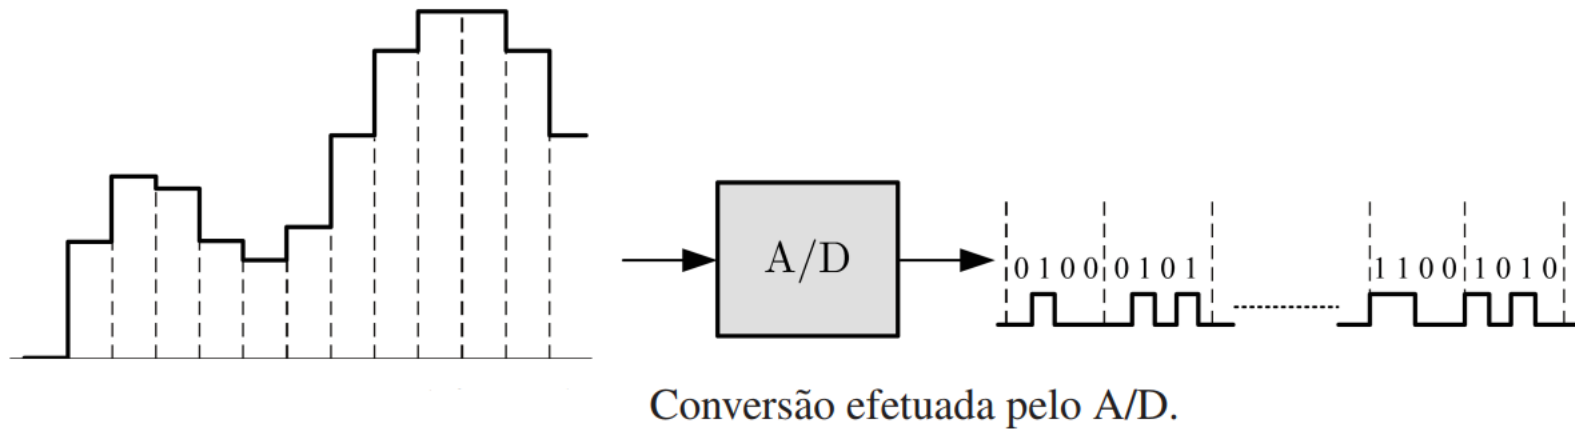 A/D
0 1 0 0 0 1 0 1
1 1 0 0 1 0 1 0
Conversão efetuada pelo A/D.